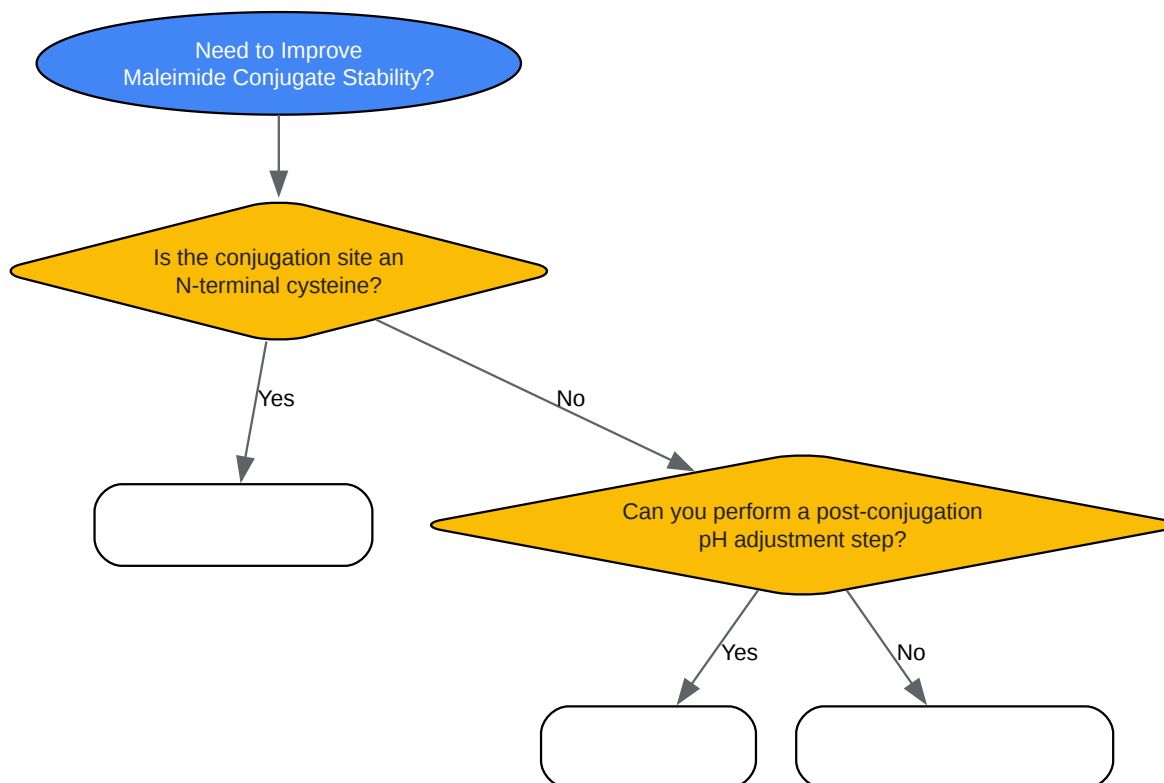 Need to Improve
Maleimide Conjugate Stability?
Is the conjugation site an
N-terminal cysteine?
Yes
No
Can you perform a post-conjugation
pH adjustment step?
Yes
No